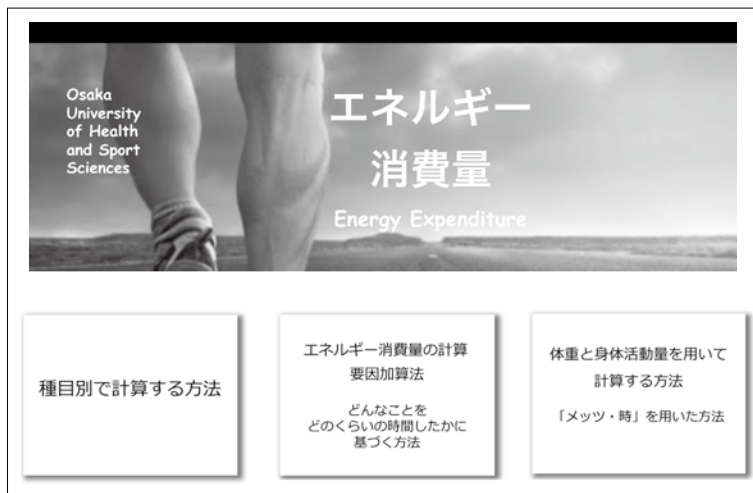 Osaka
University
of Health
and Sport
Sciences
エネルギー
消費量
Energy Expenditure
種目別で計算する方法
エネルギー消費量の計算
要因加算法
どんなことを
どのくらいの時間したかに
基づく方法
体重と身体活動量を用いて
計算する方法
「メッツ・時」を用いた方法